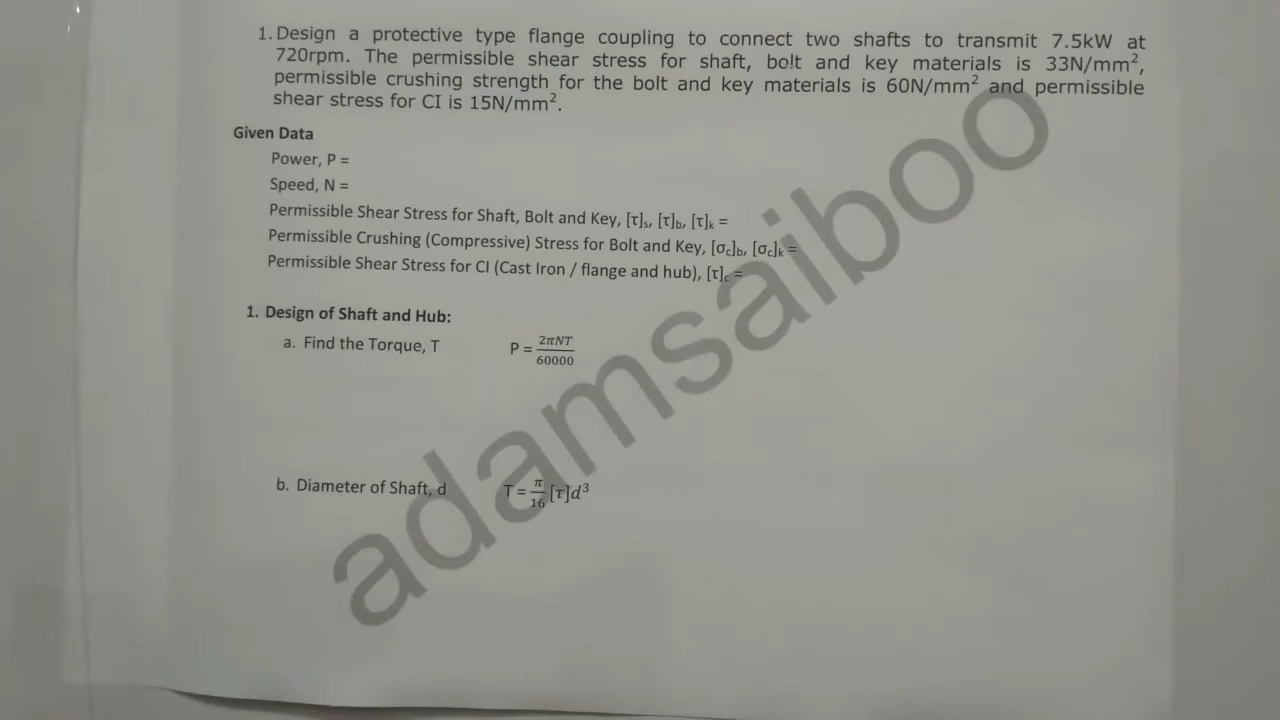 1. Design a protective type flange coupling to connect two shafts to transmit 7.5kW at
720rpm. The permissible shear stress for shaft, bolt and key materials is 33N/mm²,
permissible crushing strength for the bolt and key materials is 60N/mm² and permissible
shear stress for CI is 15N/mm².
Given Data
Power, P =
Speed, N =
Permissible Shear Stress for Shaft, Bolt and Key, [τ]ₛ, [τ]b, [τ]ₖ =
Permissible Crushing (Compressive) Stress for Bolt and Key, [σc]b, [σc]k =
Permissible Shear Stress for CI (Cast Iron / flange and hub), [τ]c =
1. Design of Shaft and Hub:
a. Find the Torque, T P = 2πNT/60000
b. Diameter of Shaft, d T = π/16 [τ]d³
adamsaiboo